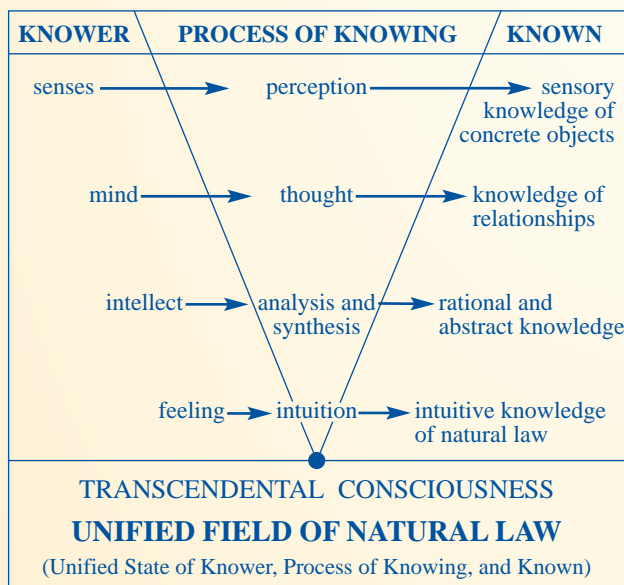 KNOWER PROCESS OF KNOWING KNOWN
senses perception sensory
knowledge of
concrete objects
mind thought knowledge of
relationships
intellect analysis and rational and
synthesis abstract knowledge
feeling intuition intuitive knowledge
of natural law
TRANSCENDENTAL CONSCIOUSNESS
UNIFIED FIELD OF NATURAL LAW
(Unified State of Knower, Process of Knowing, and Known)